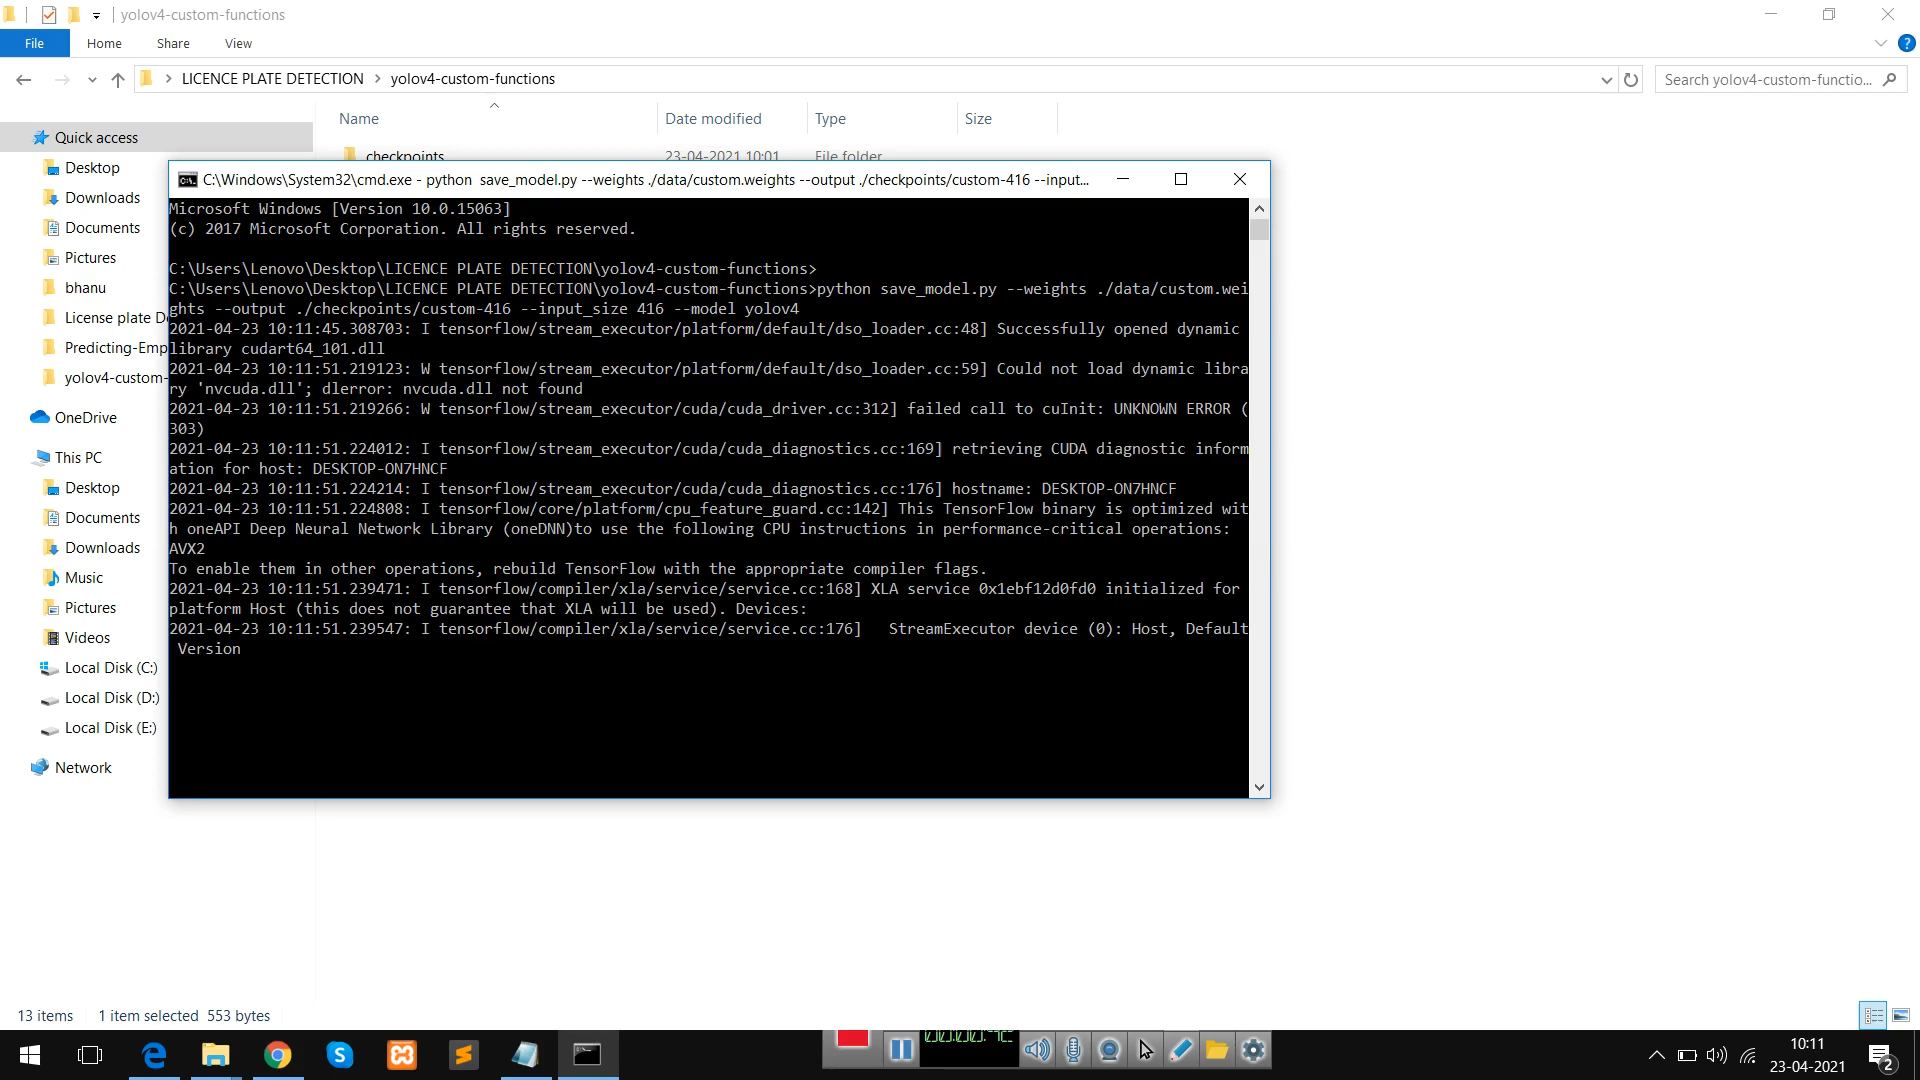 yolov4-custom-functions
File Home Share View
LICENCE PLATE DETECTION yolov4-custom-functions
Search yolov4-custom-functio...
Name Date modified Type Size
checkpoints 23-04-2021 10:01 File folder
Quick access
Desktop
Downloads
Documents
Pictures
bhanu
License plate D
Predicting-Emp
yolov4-custom-
OneDrive
This PC
Desktop
Documents
Downloads
Music
Pictures
Videos
Local Disk (C:)
Local Disk (D:)
Local Disk (E:)
Network
C:\Windows\System32\cmd.exe - python save_model.py --weights ./data/custom.weights --output ./checkpoints/custom-416 --input...
Microsoft Windows [Version 10.0.15063]
(c) 2017 Microsoft Corporation. All rights reserved.
C:\Users\Lenovo\Desktop\LICENCE PLATE DETECTION\yolov4-custom-functions>
C:\Users\Lenovo\Desktop\LICENCE PLATE DETECTION\yolov4-custom-functions>python save_model.py --weights ./data/custom.wei
ghts --output ./checkpoints/custom-416 --input_size 416 --model yolov4
2021-04-23 10:11:45.308703: I tensorflow/stream_executor/platform/default/dso_loader.cc:48] Successfully opened dynamic
library cudart64_101.dll
2021-04-23 10:11:51.219123: W tensorflow/stream_executor/platform/default/dso_loader.cc:59] Could not load dynamic libra
ry 'nvcuda.dll'; dlerror: nvcuda.dll not found
2021-04-23 10:11:51.219266: W tensorflow/stream_executor/cuda/cuda_driver.cc:312] failed call to cuInit: UNKNOWN ERROR (
303)
2021-04-23 10:11:51.224012: I tensorflow/stream_executor/cuda/cuda_diagnostics.cc:169] retrieving CUDA diagnostic inform
ation for host: DESKTOP-ON7HNCF
2021-04-23 10:11:51.224214: I tensorflow/stream_executor/cuda/cuda_diagnostics.cc:176] hostname: DESKTOP-ON7HNCF
2021-04-23 10:11:51.224808: I tensorflow/core/platform/cpu_feature_guard.cc:142] This TensorFlow binary is optimized wit
h oneAPI Deep Neural Network Library (oneDNN)to use the following CPU instructions in performance-critical operations:
AVX2
To enable them in other operations, rebuild TensorFlow with the appropriate compiler flags.
2021-04-23 10:11:51.239471: I tensorflow/compiler/xla/service/service.cc:168] XLA service 0x1ebf12d0fd0 initialized for
platform Host (this does not guarantee that XLA will be used). Devices:
2021-04-23 10:11:51.239547: I tensorflow/compiler/xla/service/service.cc:176] StreamExecutor device (0): Host, Default
Version
13 items 1 item selected 553 bytes
10:11
23-04-2021
2